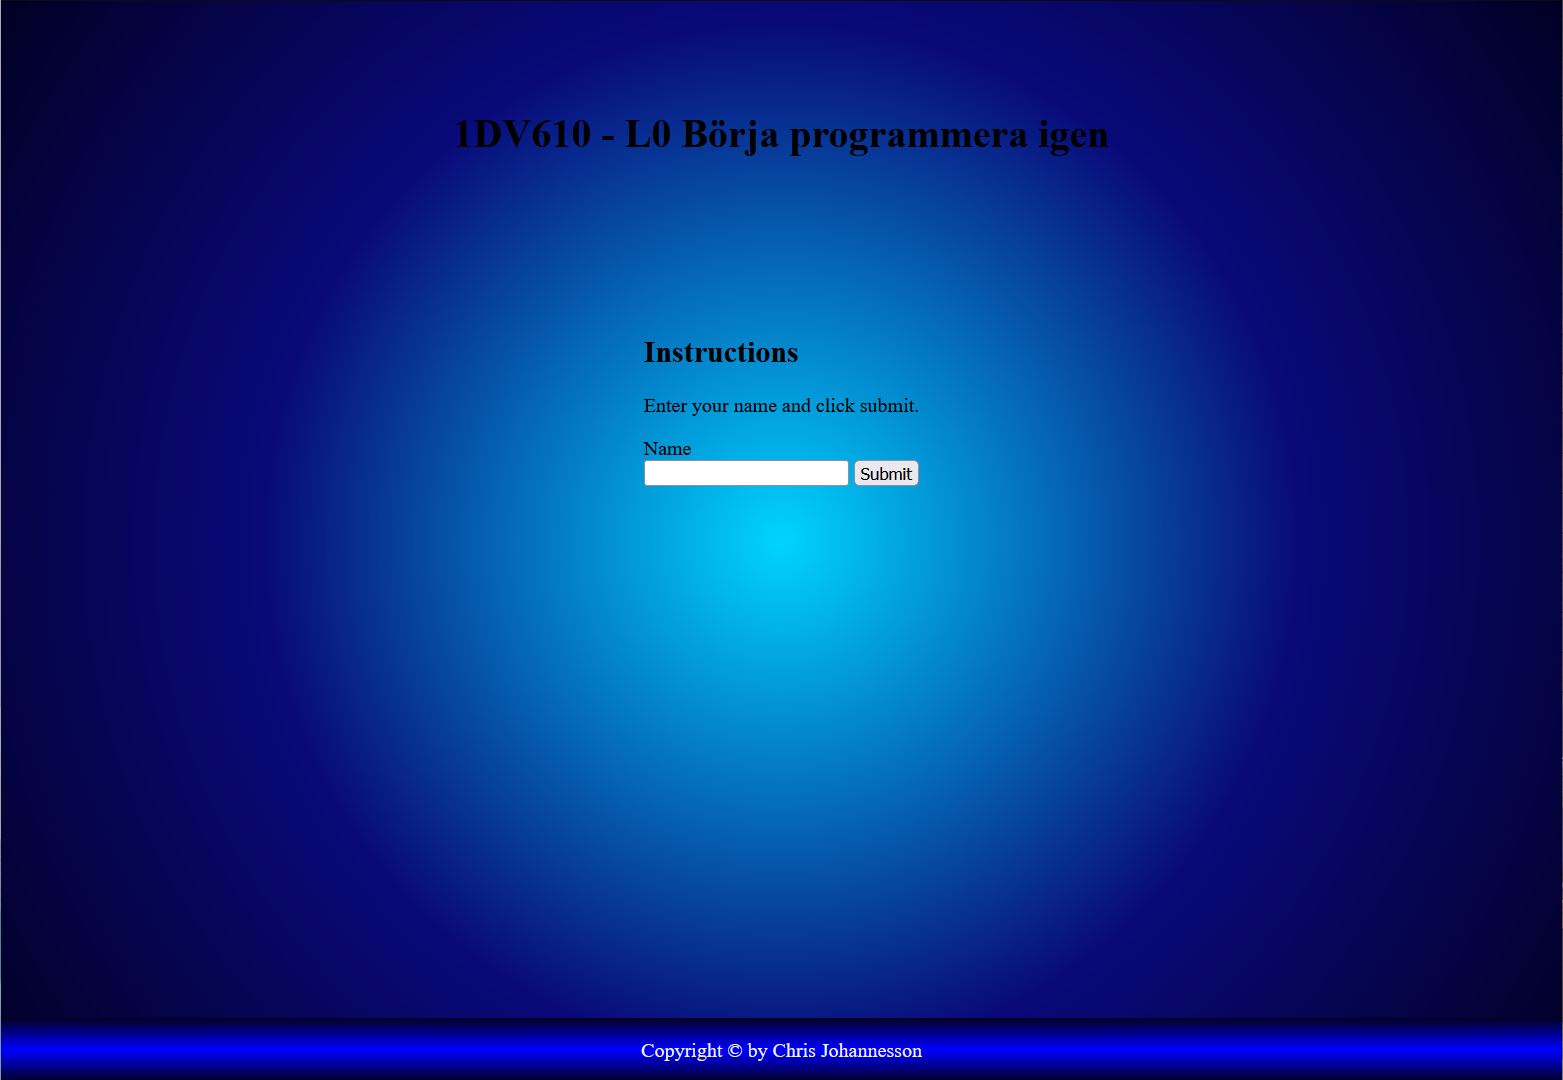 1DV610 - L0 Börja programmera igen
Instructions
Enter your name and click submit.
Name
Submit
Copyright © by Chris Johannesson